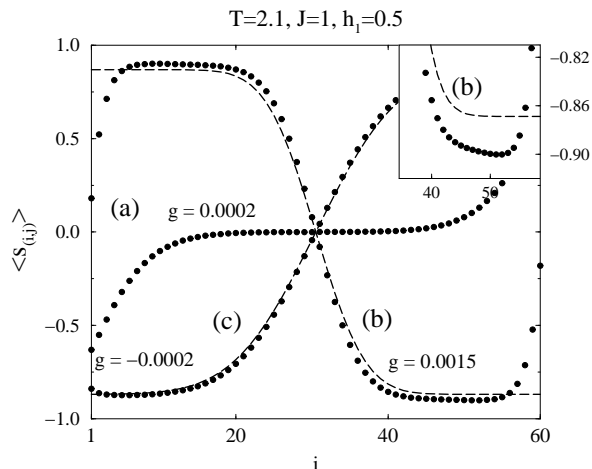 T=2.1, J=1, h₁=0.5
1.0
0.5
0.0
−0.5
−1.0
<s(i,j)>
(a)
g = 0.0002
(c)
(b)
g = −0.0002
g = 0.0015
1
20
40
60
(b)
−0.82
−0.86
−0.90
40
50